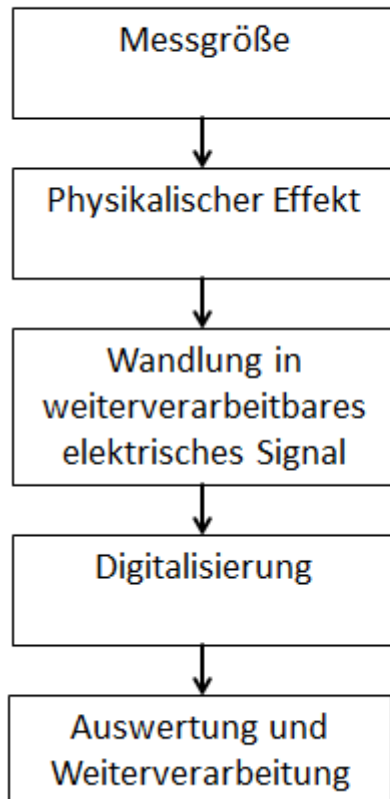 Messgröße
Physikalischer Effekt
Wandlung in
weiterverarbeitbares
elektrisches Signal
Digitalisierung
Auswertung und
Weiterverarbeitung